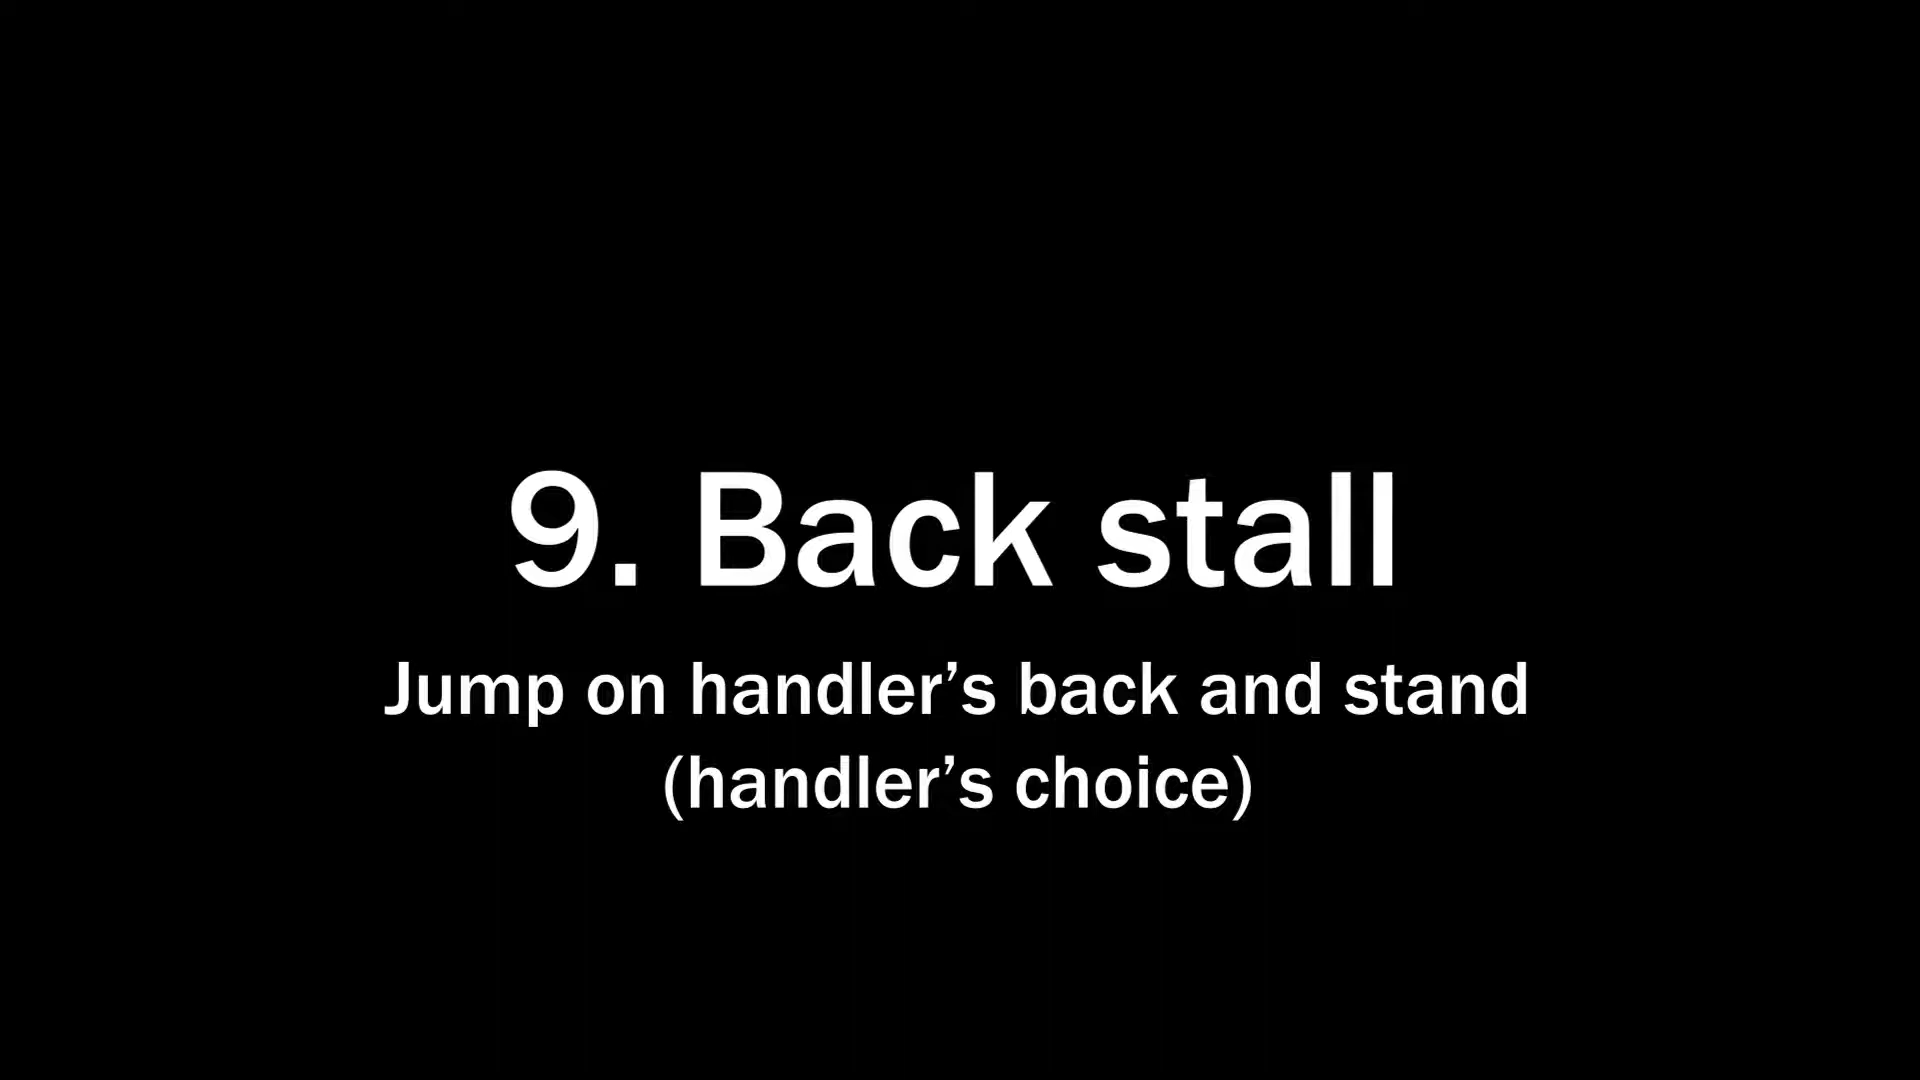 9. Back stall
Jump on handler’s back and stand
(handler’s choice)